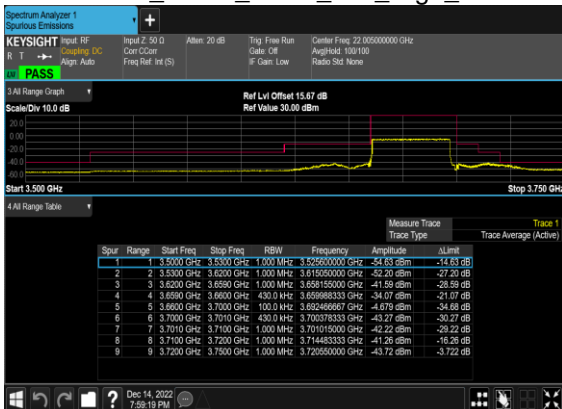 Spectrum Analyzer 1
Spurious Emissions
KEYSIGHT Input: RF Input Z: 50 Ω Atten: 20 dB Trig: Free Run Center Freq: 22.005000000 GHz
R T Coupling: DC Corr CCorr Gate: Off Avg|Hold: 100/100
Align: Auto Freq Ref: Int (S) IF Gain: Low Radio Std: None
PASS
3 All Range Graph
Ref Lvl Offset 15.67 dB
Scale/Div 10.0 dB Ref Value 30.00 dBm
20.0
0.00
-20.0
-40.0
Start 3.500 GHz Stop 3.750 GHz
4 All Range Table
Measure Trace Trace 1
Trace Type Trace Average (Active)
Spur Range Start Freq Stop Freq RBW Frequency Amplitude ΔLimit
1 1 3.5000 GHz 3.5300 GHz 1.000 MHz 3.525600000 GHz -54.63 dBm -14.63 dB
2 2 3.5300 GHz 3.6200 GHz 1.000 MHz 3.615050000 GHz -52.20 dBm -27.20 dB
3 3 3.6200 GHz 3.6590 GHz 1.000 MHz 3.658155000 GHz -41.59 dBm -28.59 dB
4 4 3.6590 GHz 3.6600 GHz 430.0 kHz 3.659988333 GHz -34.07 dBm -21.07 dB
5 5 3.6600 GHz 3.7000 GHz 100.0 kHz 3.692466667 GHz -4.679 dBm -34.68 dB
6 6 3.7000 GHz 3.7010 GHz 430.0 kHz 3.700378333 GHz -43.27 dBm -30.27 dB
7 7 3.7010 GHz 3.7100 GHz 1.000 MHz 3.701015000 GHz -42.22 dBm -29.22 dB
8 8 3.7100 GHz 3.7200 GHz 1.000 MHz 3.714483333 GHz -41.26 dBm -16.26 dB
9 9 3.7200 GHz 3.7500 GHz 1.000 MHz 3.720550000 GHz -43.72 dBm -3.722 dB
? Dec 14, 2022
7:59:19 PM